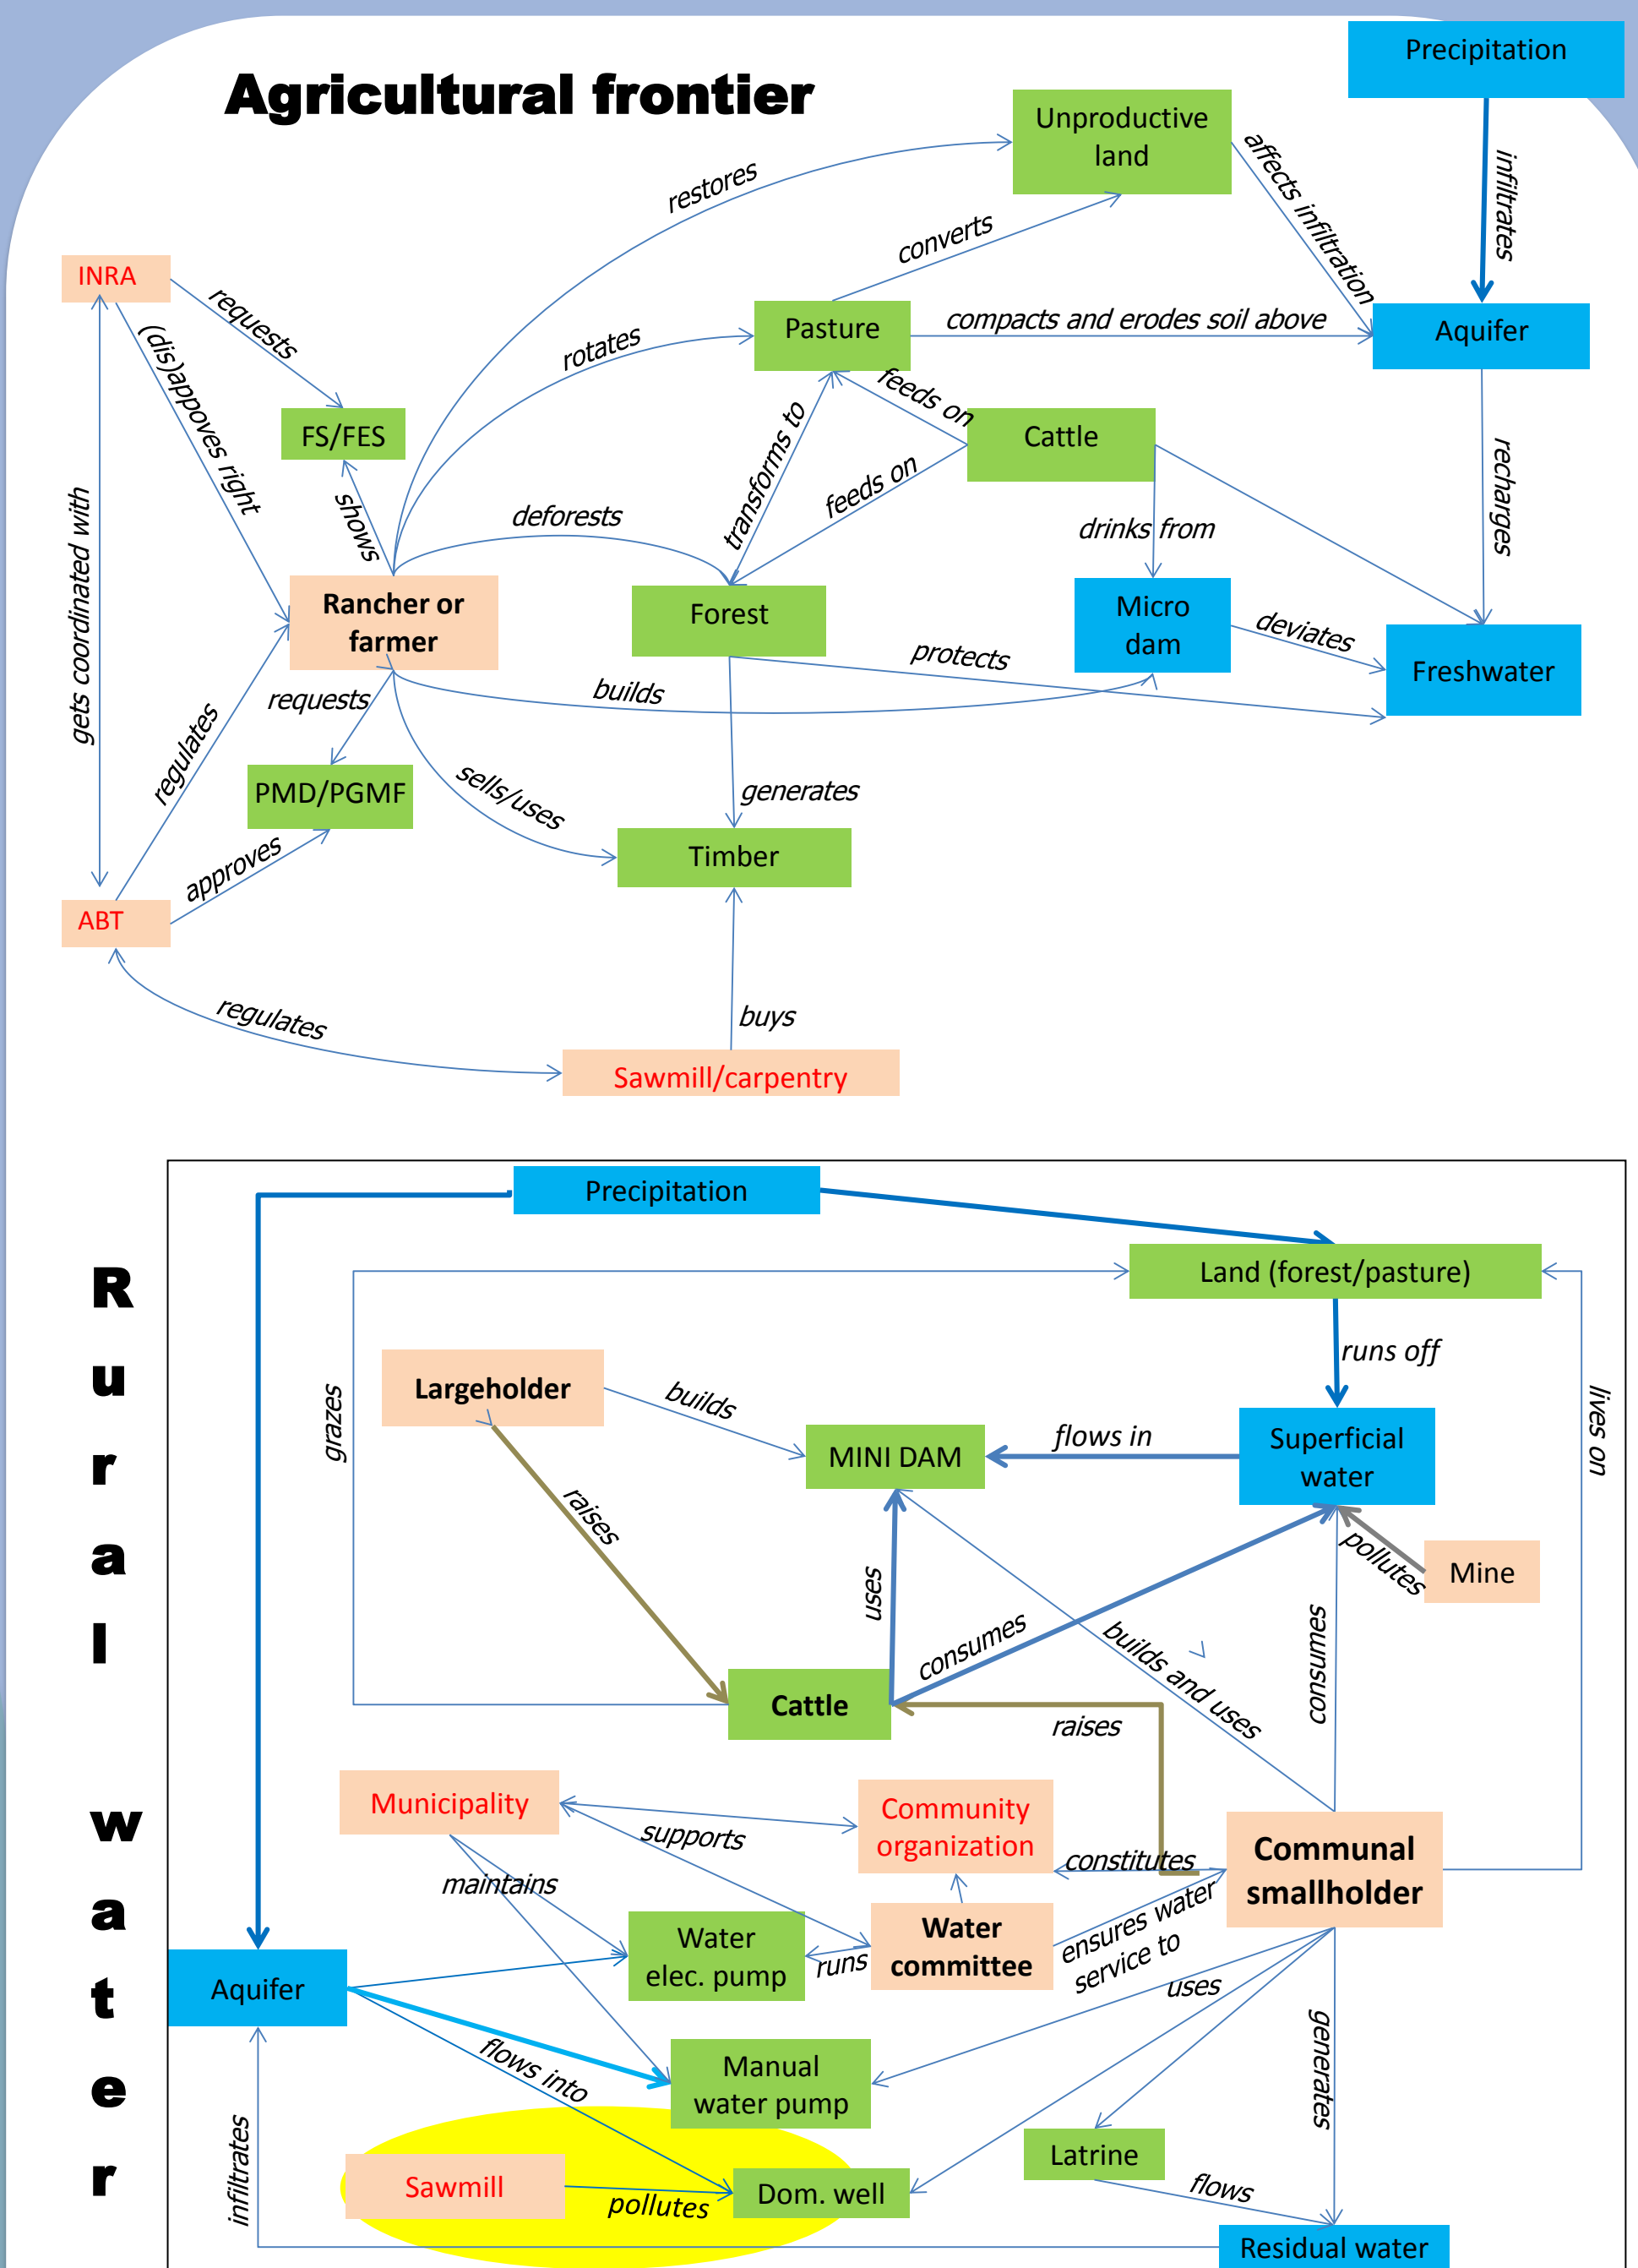 Agricultural frontier
Precipitation
Unproductive
land
restores
affects infiltration
infiltrates
converts
INRA
requests
(dis)appoves right
Pasture
compacts and erodes soil above
Aquifer
rotates
feeds on
FS/FES
Cattle
transforms to
feeds on
shows
deforests
drinks from
recharges
gets coordinated with
Rancher or
farmer
Forest
Micro
dam
deviates
protects
Freshwater
requests
builds
regulates
PMD/PGMF
sells/uses
generates
approves
Timber
ABT
regulates
buys
Sawmill/carpentry
Rural water
Precipitation
Land (forest/pasture)
runs off
grazes
Largeholder
builds
lives on
MINI DAM
flows in
Superficial
water
raises
pollutes
Mine
uses
consumes
builds and uses
consumes
Cattle
raises
Municipality
supports
Community
organization
constitutes
Communal
smallholder
maintains
Water
elec. pump
runs
Water
committee
ensures water
service to
uses
Aquifer
generates
flows into
Manual
water pump
infiltrates
Latrine
Sawmill
pollutes
Dom. well
flows
Residual water